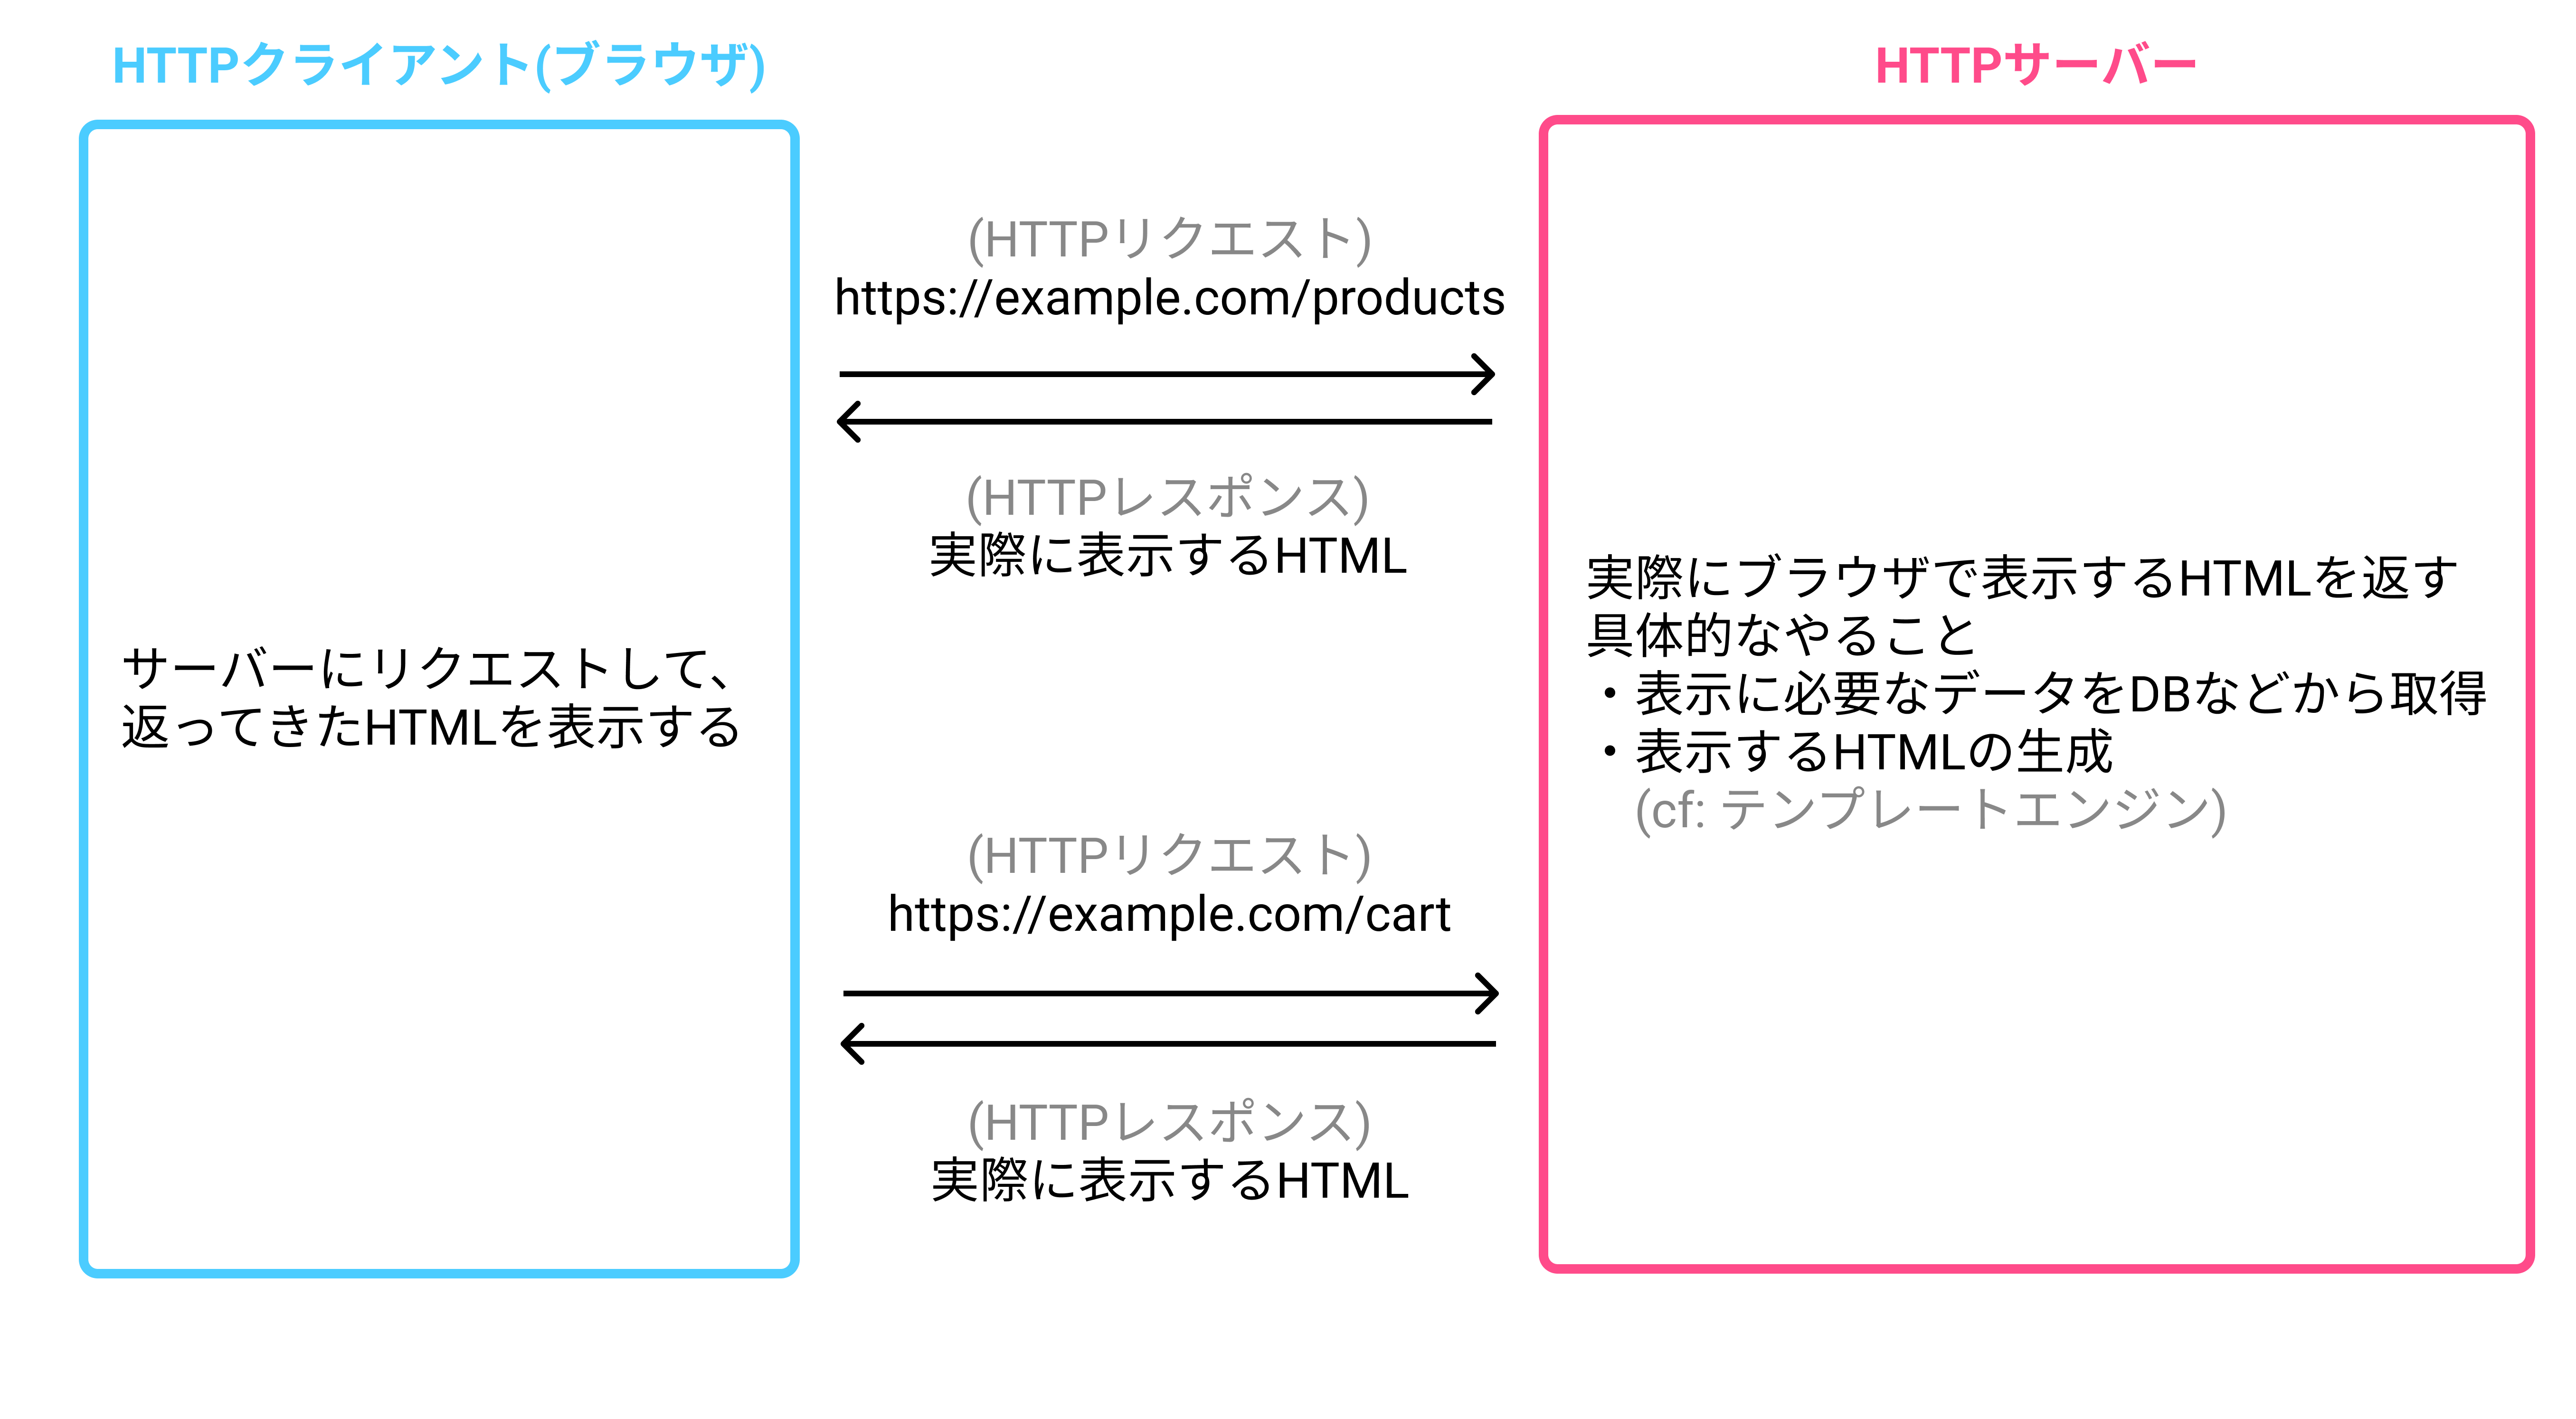 HTTPクライアント(ブラウザ)
HTTPサーバー
(HTTPリクエスト)
https://example.com/products
(HTTPレスポンス)
実際に表示するHTML
サーバーにリクエストして、
返ってきたHTMLを表示する
実際にブラウザで表示するHTMLを返す
具体的なやること
・表示に必要なデータをDBなどから取得
・表示するHTMLの生成
(cf: テンプレートエンジン)
(HTTPリクエスト)
https://example.com/cart
(HTTPレスポンス)
実際に表示するHTML